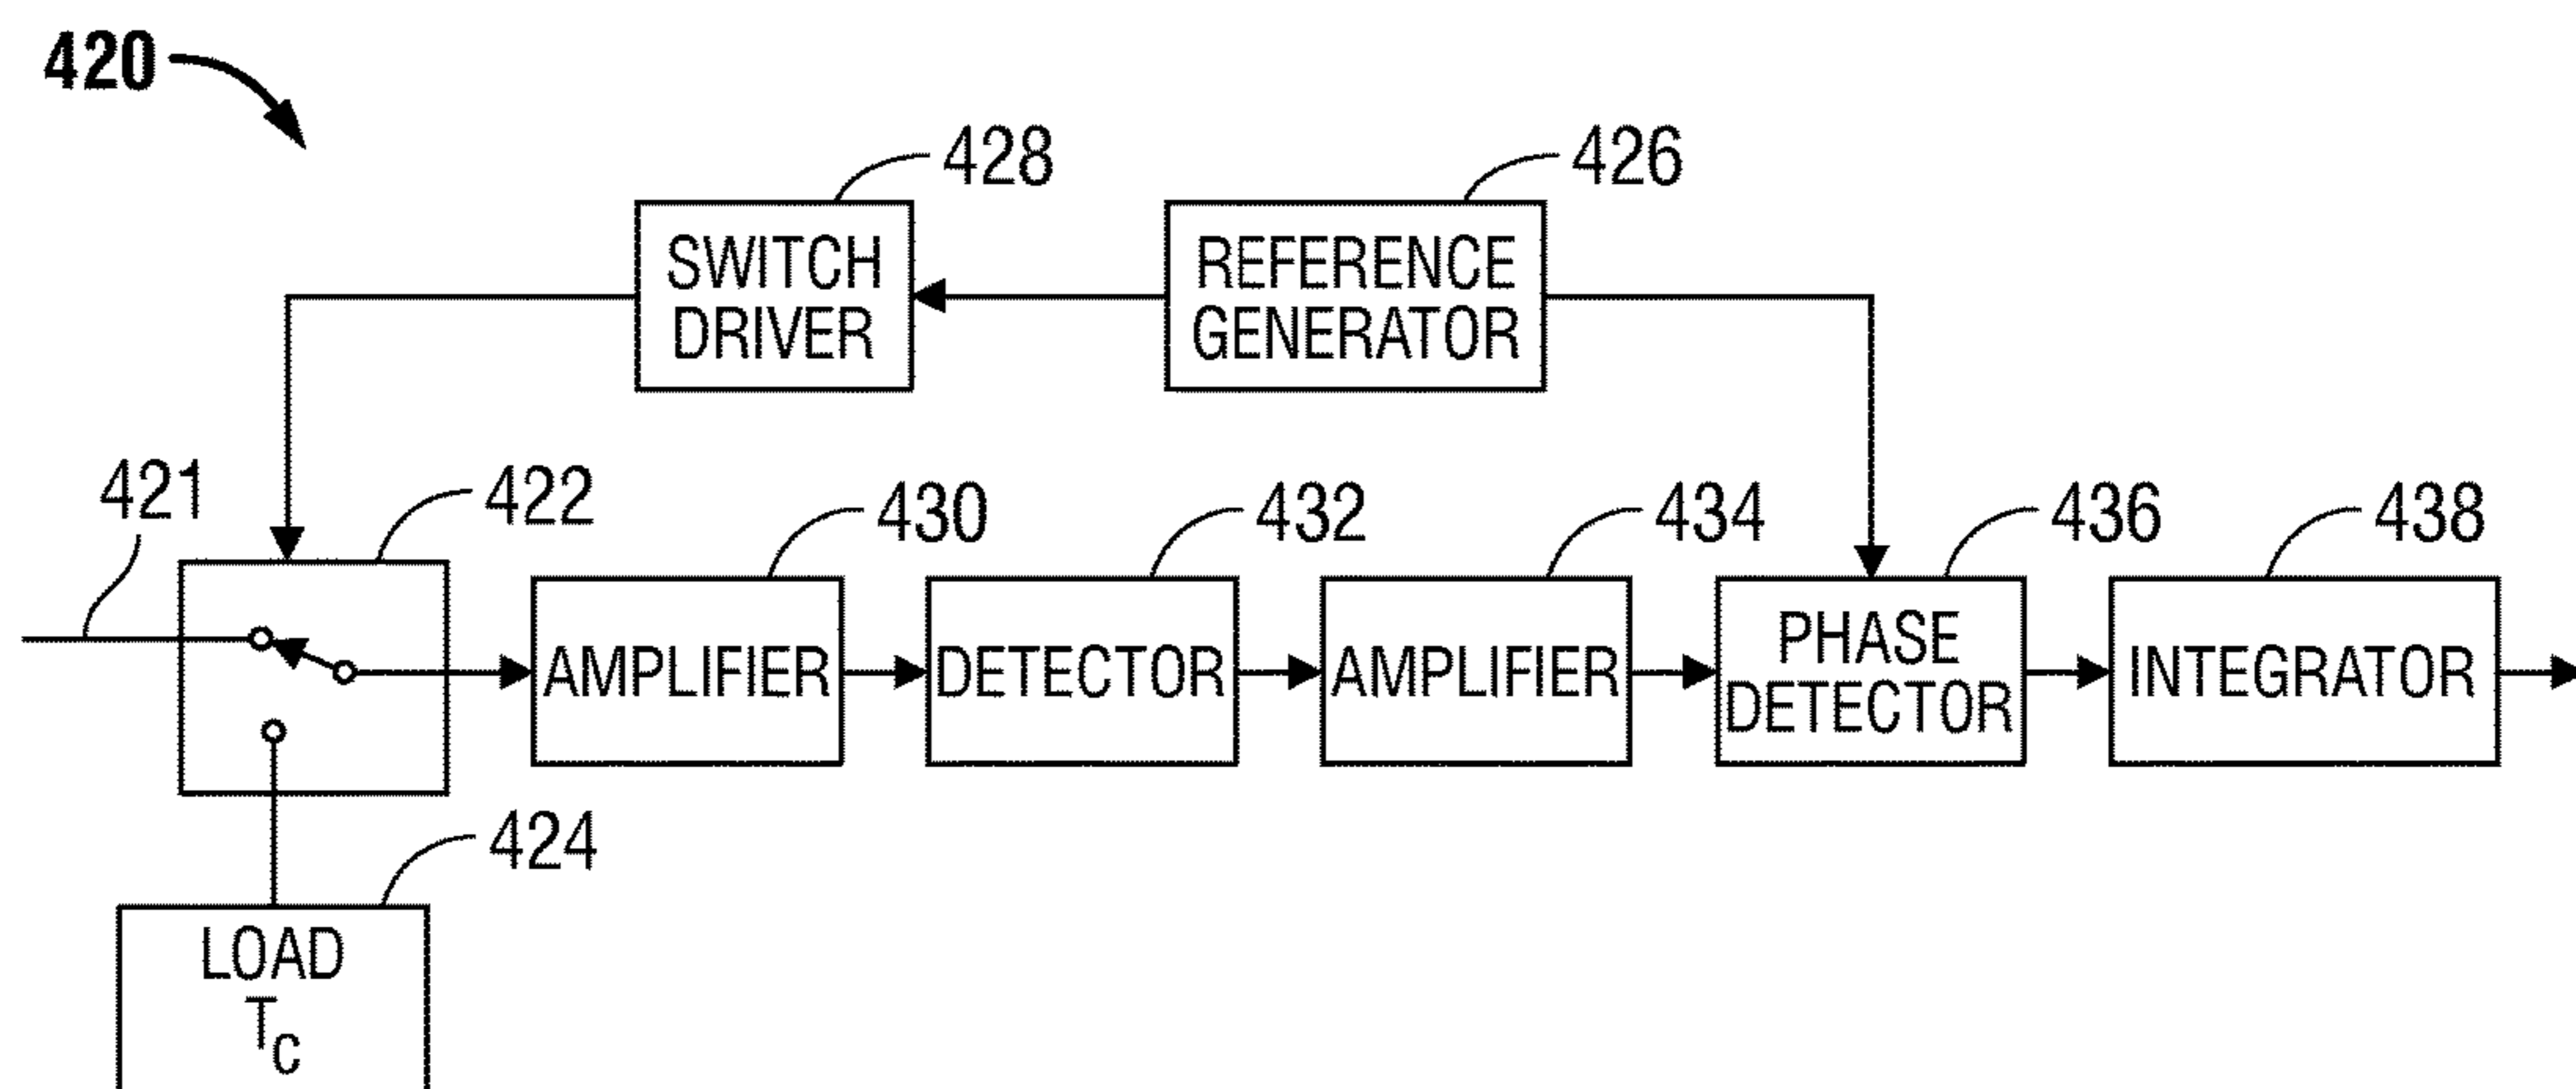 420
428
426
SWITCH
DRIVER
REFERENCE
GENERATOR
421
422
430
432
434
436
438
AMPLIFIER
DETECTOR
AMPLIFIER
PHASE
DETECTOR
INTEGRATOR
424
LOAD
TC